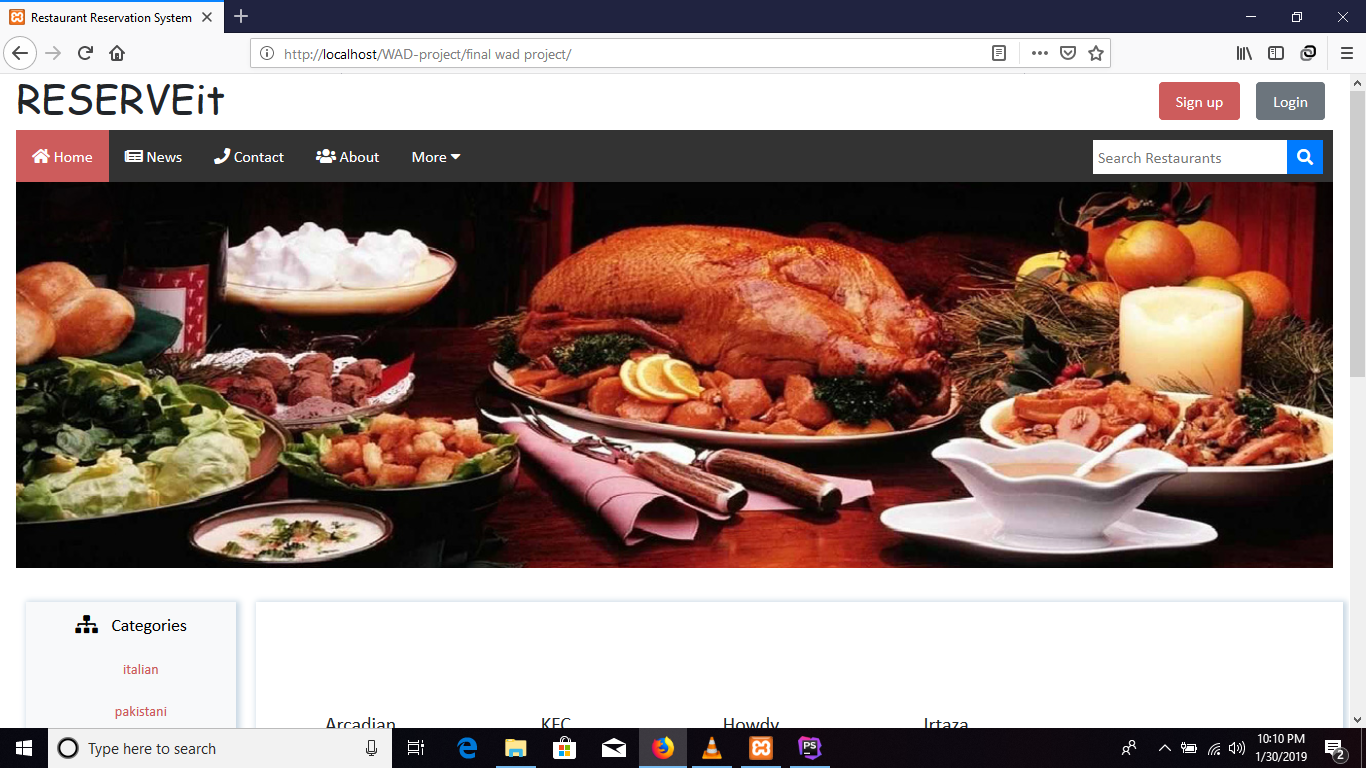 Restaurant Reservation System
http://localhost/WAD-project/final wad project/
RESERVEit
Sign up
Login
Home
News
Contact
About
More
Search Restaurants
Categories
italian
pakistani
Arcadian
KFC
Howdy
Irtaza
Type here to search
PS
10:10 PM
1/30/2019
2